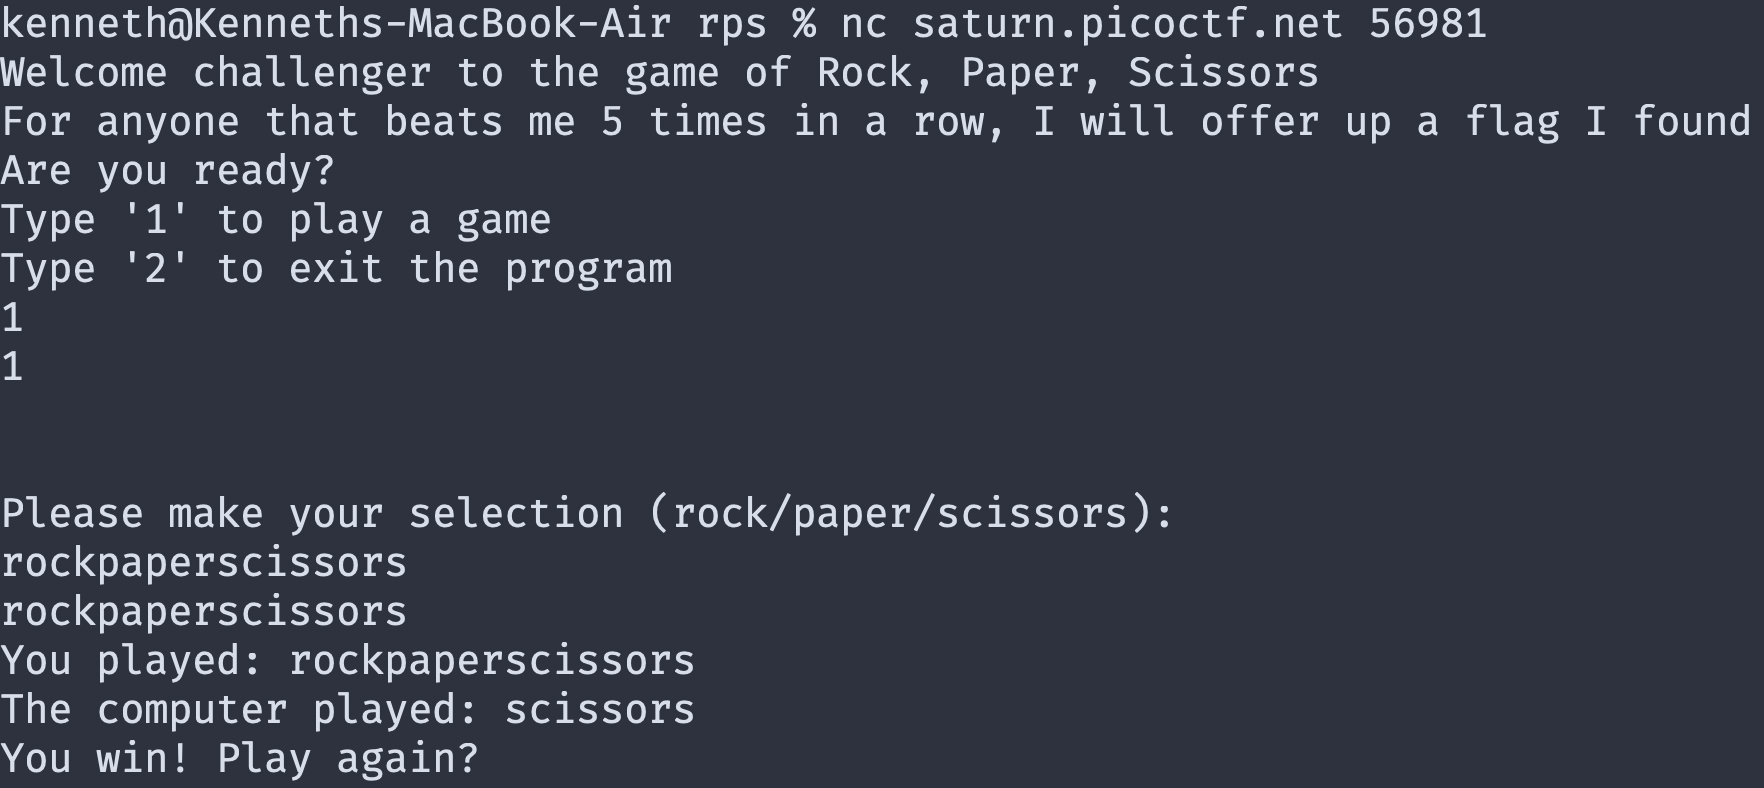 kenneth@Kenneths-MacBook-Air rps % nc saturn.picoctf.net 56981
Welcome challenger to the game of Rock, Paper, Scissors
For anyone that beats me 5 times in a row, I will offer up a flag I found
Are you ready?
Type '1' to play a game
Type '2' to exit the program
1
1
Please make your selection (rock/paper/scissors):
rockpaperscissors
rockpaperscissors
You played: rockpaperscissors
The computer played: scissors
You win! Play again?